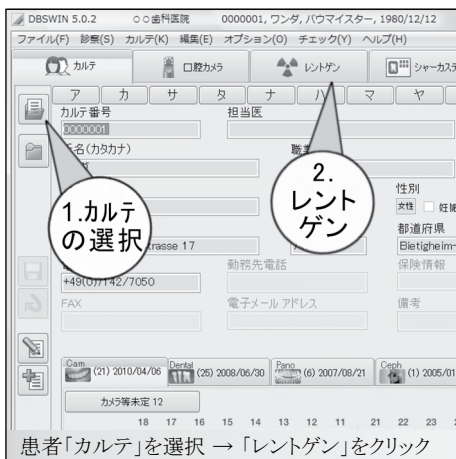 DBSWIN 5.0.2 ○○歯科医院 0000001, ワンダ, バウマイスター, 1980/12/12
ファイル(F) 診察(S) カルテ(K) 編集(E) オプション(O) チェック(Y) ヘルプ(H)
カルテ 口腔カメラ レントゲン シャーカステ
ア カ サ タ ナ ハ マ ヤ
カルテ番号 担当医
0000001
氏名(カタカナ) 職業
性別
女性 妊娠
1.カルテの選択
2.レントゲン
都道府県
trasse 17 Bietigheim-
勤務先電話 保険情報
+49(0)7142/7050
FAX 電子メール アドレス 備考
Cam (21) 2010/04/06 Dental (25) 2008/06/30 Pano (6) 2007/08/21 Ceph (1) 2005/01
カメラ等未定 12
18 17 16 15 14 13 12 11 21 22 23
患者「カルテ」を選択 → 「レントゲン」をクリック